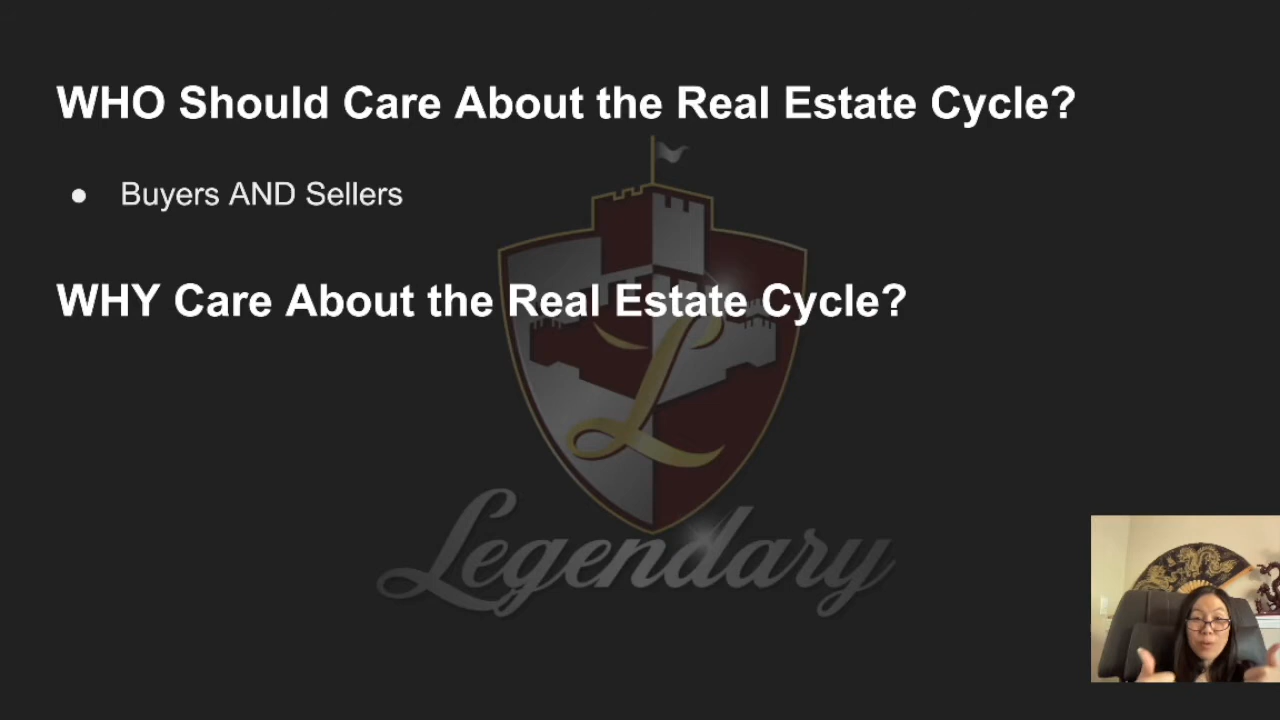 WHO Should Care About the Real Estate Cycle?
● Buyers AND Sellers
WHY Care About the Real Estate Cycle?
L
Legendary